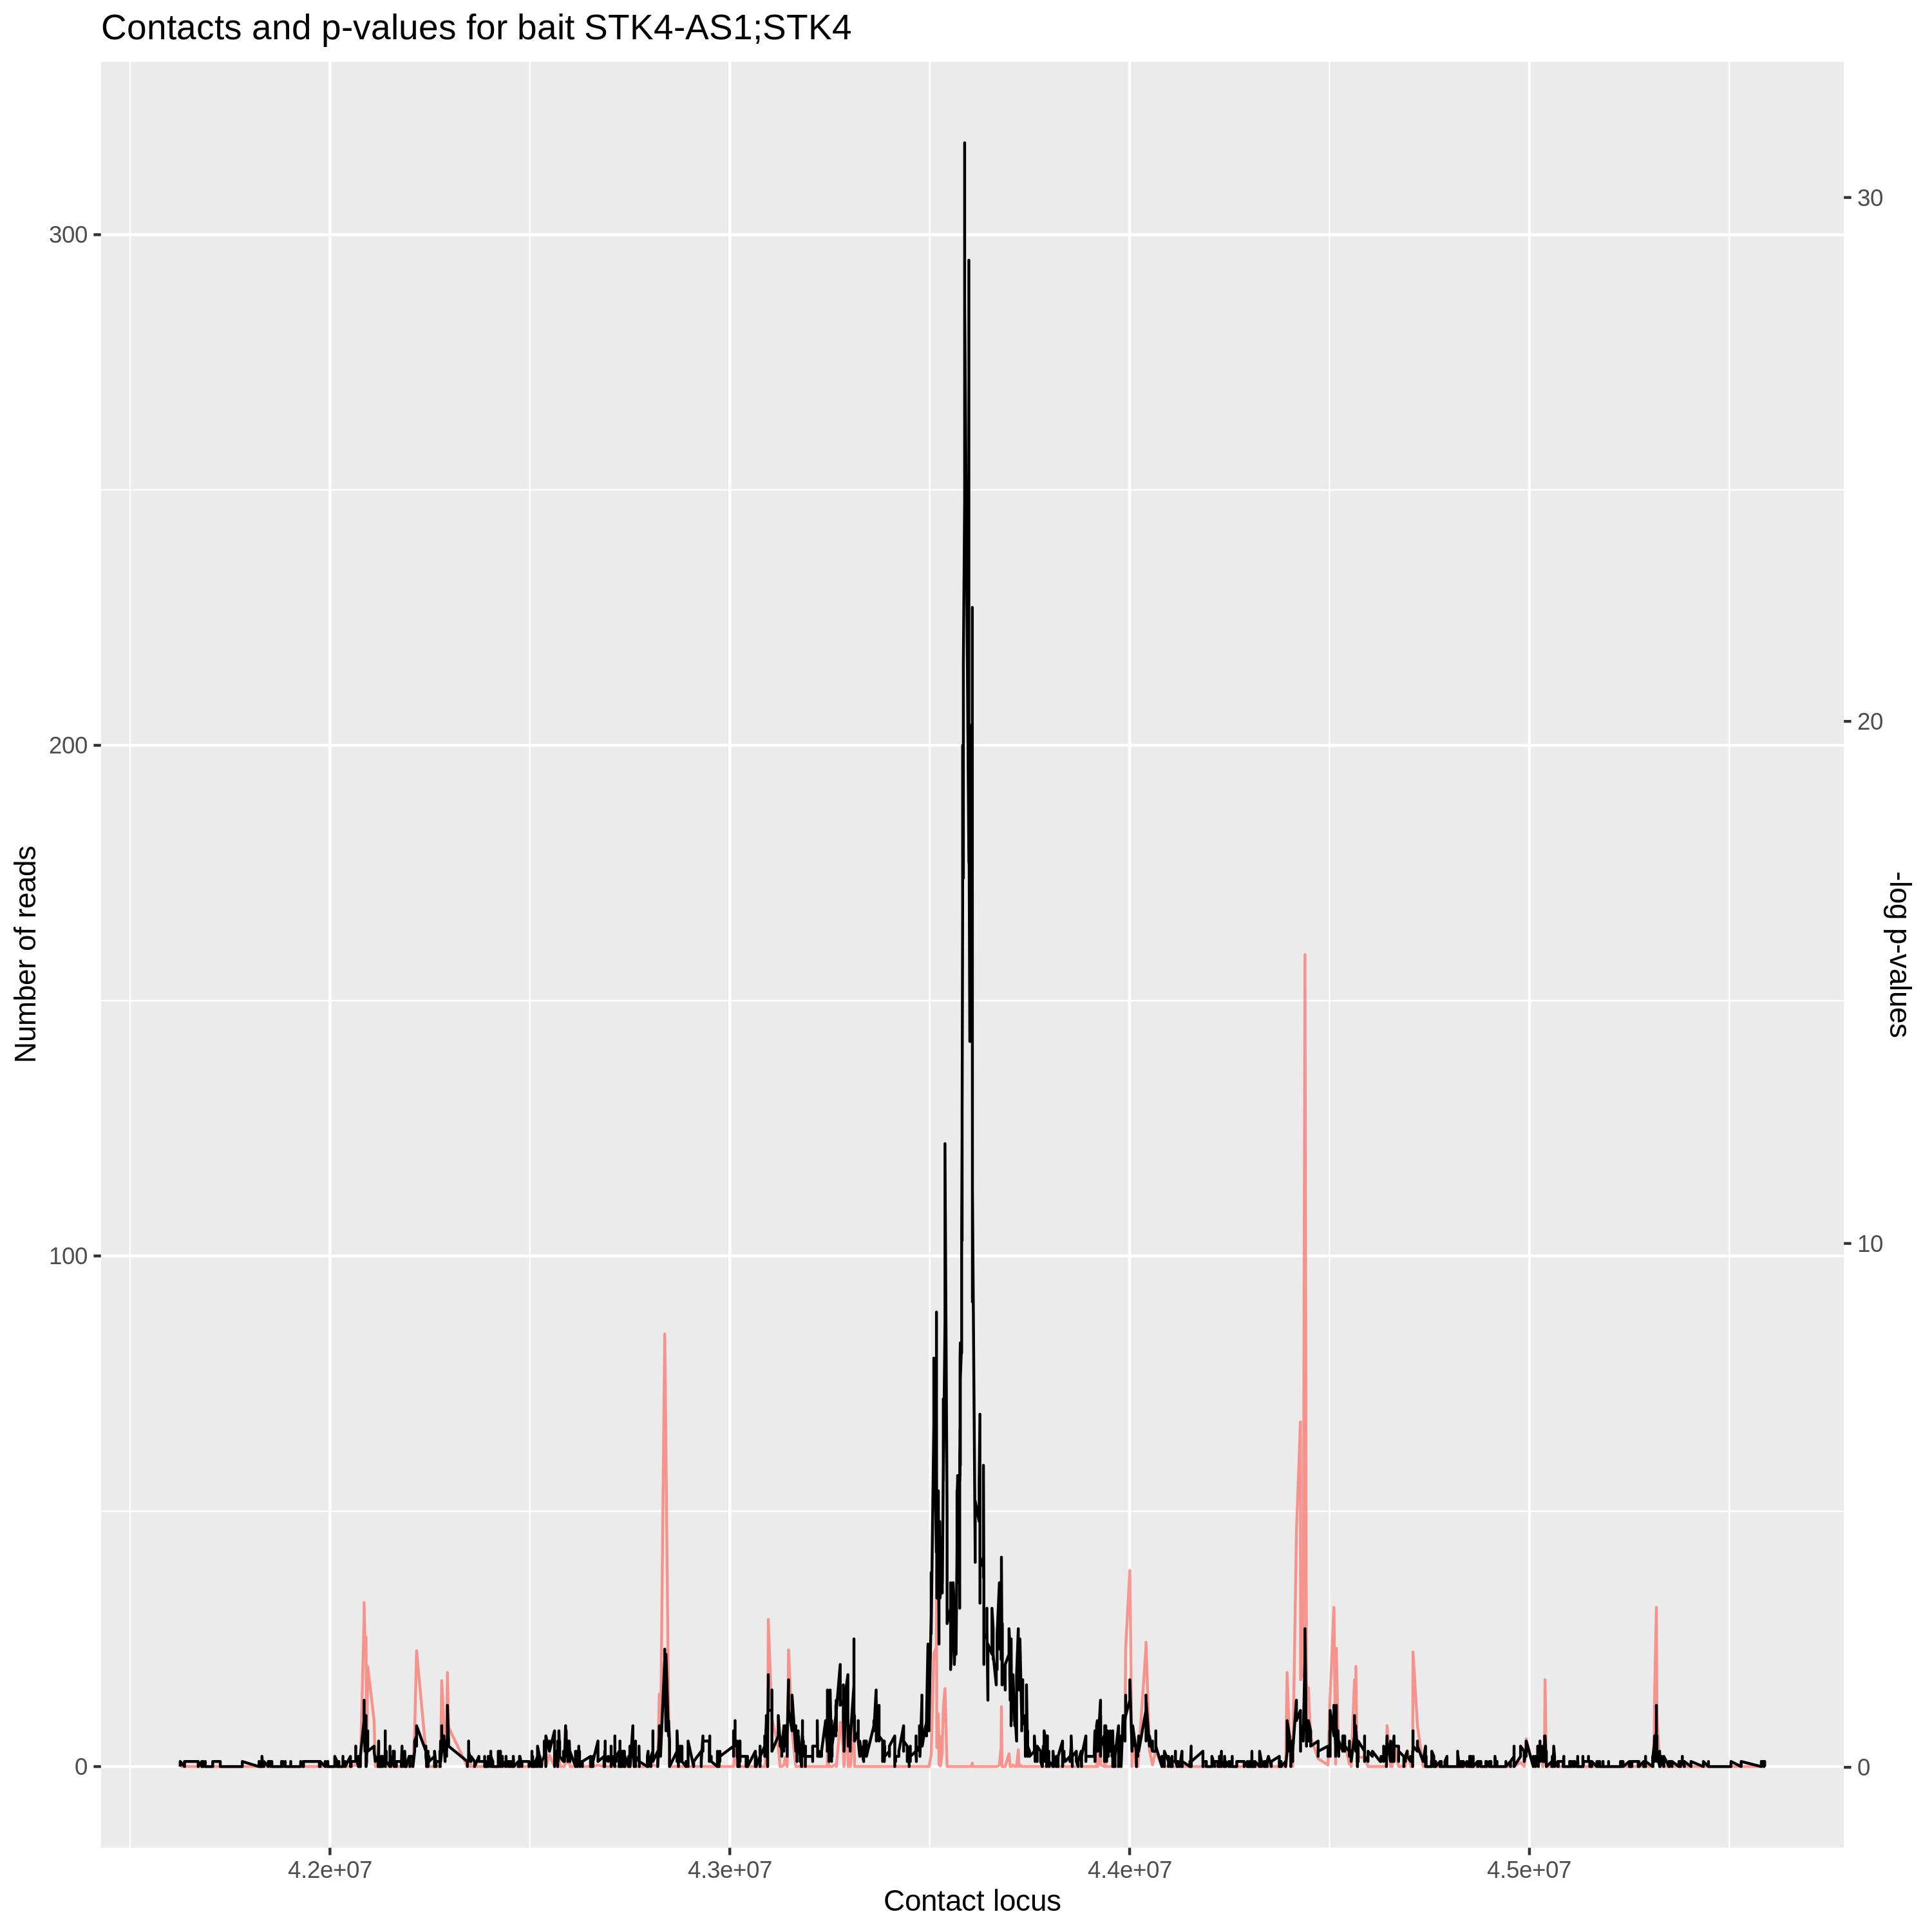 Contacts and p-values for bait STK4-AS1;STK4
Number of reads
300
200
100
0
30
20
10
0
-log p-values
4.2e+07
4.3e+07
4.4e+07
4.5e+07
Contact locus